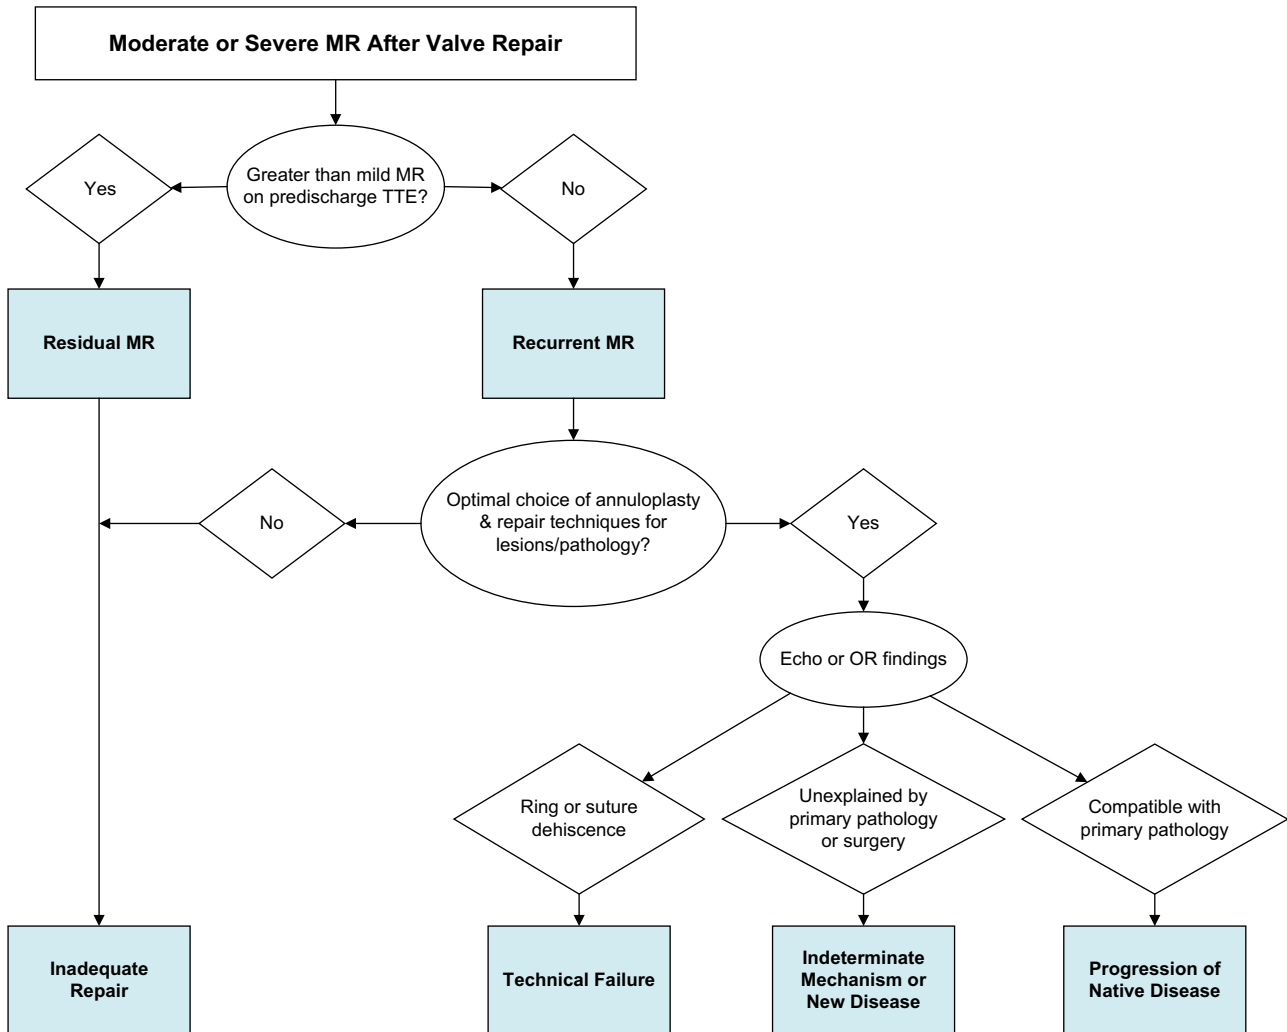 Moderate or Severe MR After Valve Repair
Greater than mild MR
on predischarge TTE?
Yes
No
Residual MR
Recurrent MR
Optimal choice of annuloplasty
& repair techniques for
lesions/pathology?
No
Yes
Echo or OR findings
Ring or suture
dehiscence
Unexplained by
primary pathology
or surgery
Compatible with
primary pathology
Inadequate
Repair
Technical Failure
Indeterminate
Mechanism or
New Disease
Progression of
Native Disease